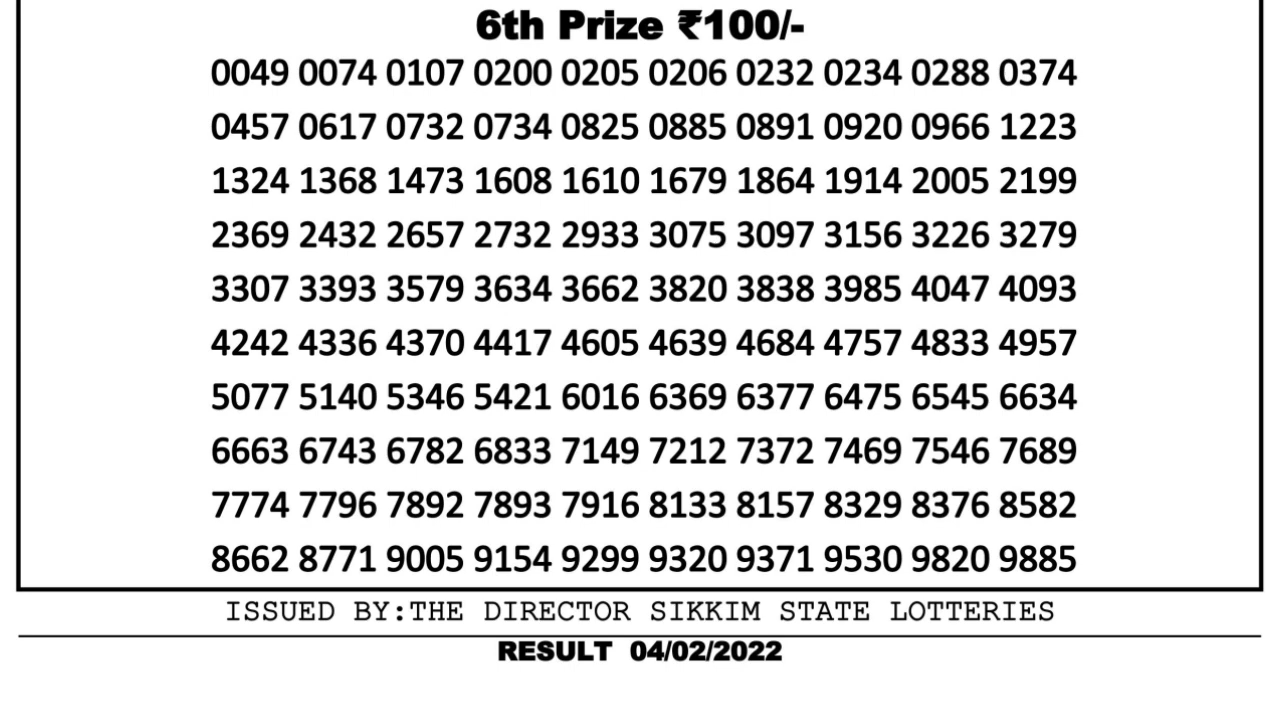 6th Prize ₹100/-
0049 0074 0107 0200 0205 0206 0232 0234 0288 0374
0457 0617 0732 0734 0825 0885 0891 0920 0966 1223
1324 1368 1473 1608 1610 1679 1864 1914 2005 2199
2369 2432 2657 2732 2933 3075 3097 3156 3226 3279
3307 3393 3579 3634 3662 3820 3838 3985 4047 4093
4242 4336 4370 4417 4605 4639 4684 4757 4833 4957
5077 5140 5346 5421 6016 6369 6377 6475 6545 6634
6663 6743 6782 6833 7149 7212 7372 7469 7546 7689
7774 7796 7892 7893 7916 8133 8157 8329 8376 8582
8662 8771 9005 9154 9299 9320 9371 9530 9820 9885
ISSUED BY:THE DIRECTOR SIKKIM STATE LOTTERIES
RESULT 04/02/2022